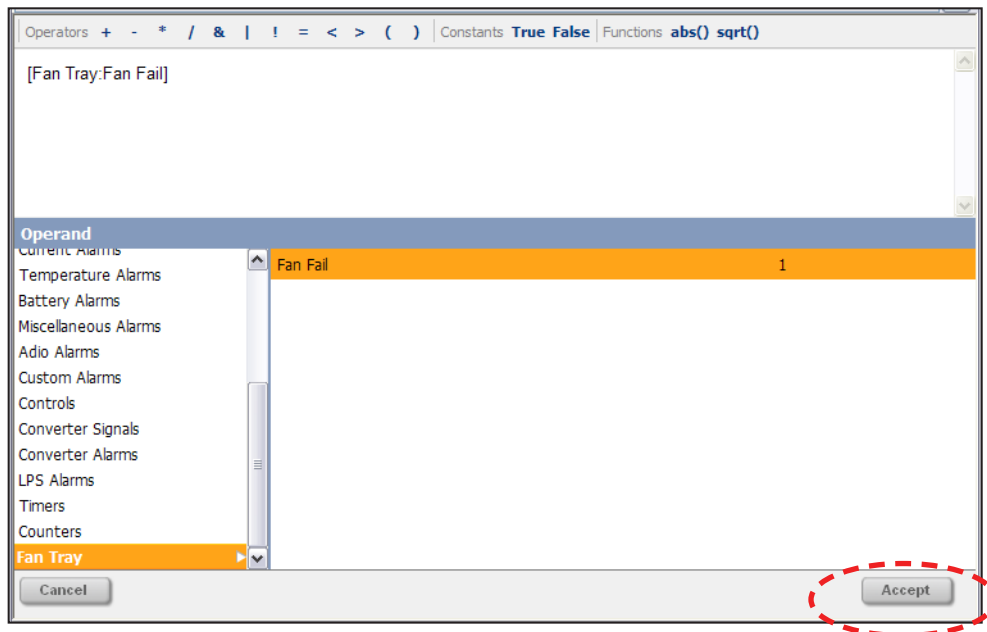 Operators + - * / & | ! = < > ( ) Constants True False Functions abs() sqrt()
[Fan Tray:Fan Fail]
Operand
Current Alarms
Temperature Alarms
Battery Alarms
Miscellaneous Alarms
Adio Alarms
Custom Alarms
Controls
Converter Signals
Converter Alarms
LPS Alarms
Timers
Counters
Fan Tray
Fan Fail 1
Cancel Accept